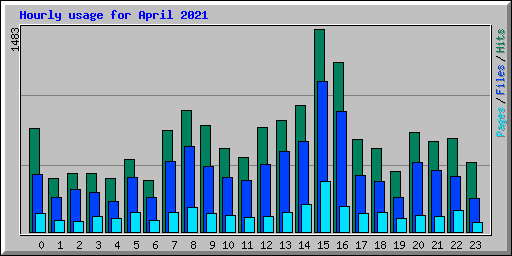 Hourly usage for April 2021
1483
Pages / Files / Hits
0 1 2 3 4 5 6 7 8 9 10 11 12 13 14 15 16 17 18 19 20 21 22 23